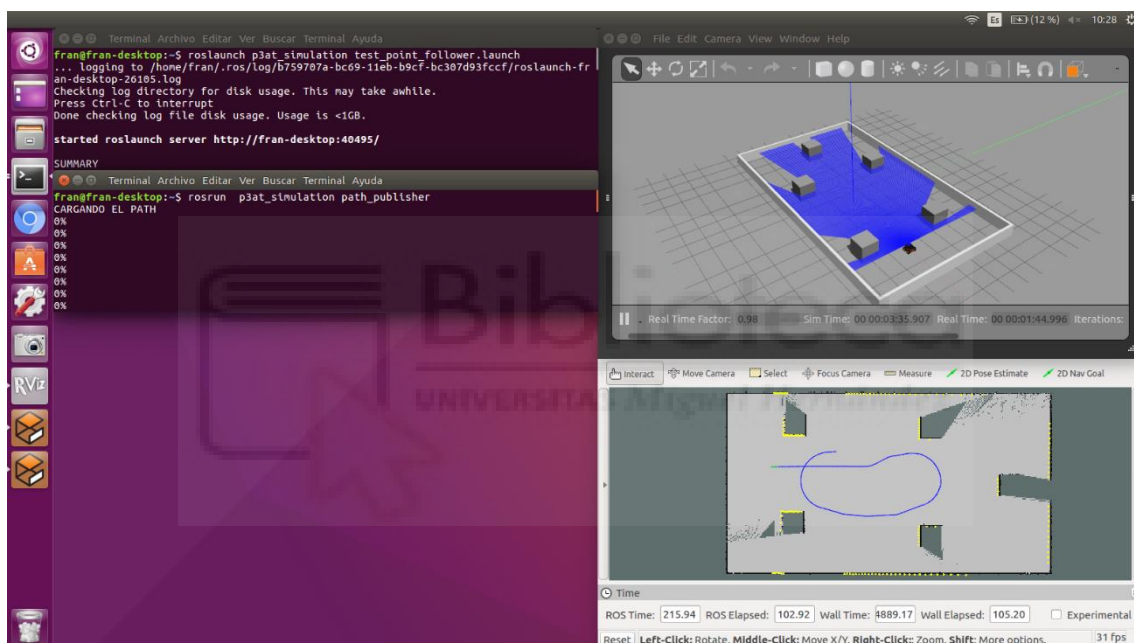 Es (12 %) 10:28
Terminal Archivo Editar Ver Buscar Terminal Ayuda
fran@fran-desktop:~$ roslaunch p3at_simulation test_point_follower.launch
... logging to /home/fran/.ros/log/b759707a-bc69-11eb-b9cf-bc307d93fccf/roslaunch-fr
an-desktop-26105.log
Checking log directory for disk usage. This may take awhile.
Press Ctrl-C to interrupt
Done checking log file disk usage. Usage is <1GB.
started roslaunch server http://fran-desktop:40495/
SUMMARY
Terminal Archivo Editar Ver Buscar Terminal Ayuda
fran@fran-desktop:~$ rosrun p3at_simulation path_publisher
CARGANDO EL PATH
0%
0%
0%
0%
0%
0%
0%
0%
RViz
File Edit Camera View Window Help
Real Time Factor: 0.98 Sim Time: 00 00:03:35.907 Real Time: 00 00:01:44.996 Iterations:
Interact Move Camera Select Focus Camera Measure 2D Pose Estimate 2D Nav Goal
Time
ROS Time: 215.94 ROS Elapsed: 102.92 Wall Time: 4889.17 Wall Elapsed: 105.20 Experimental
Reset Left-Click: Rotate. Middle-Click: Move X/Y. Right-Click:: Zoom. Shift: More options. 31 fps
Biblioteca
UNIVERSITAS Miguel Hernández